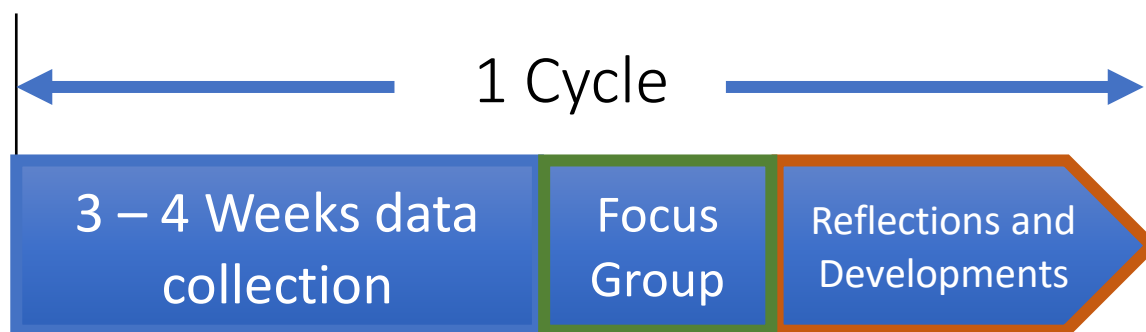 1 Cycle
3 – 4 Weeks data
collection
Focus
Group
Reflections and
Developments